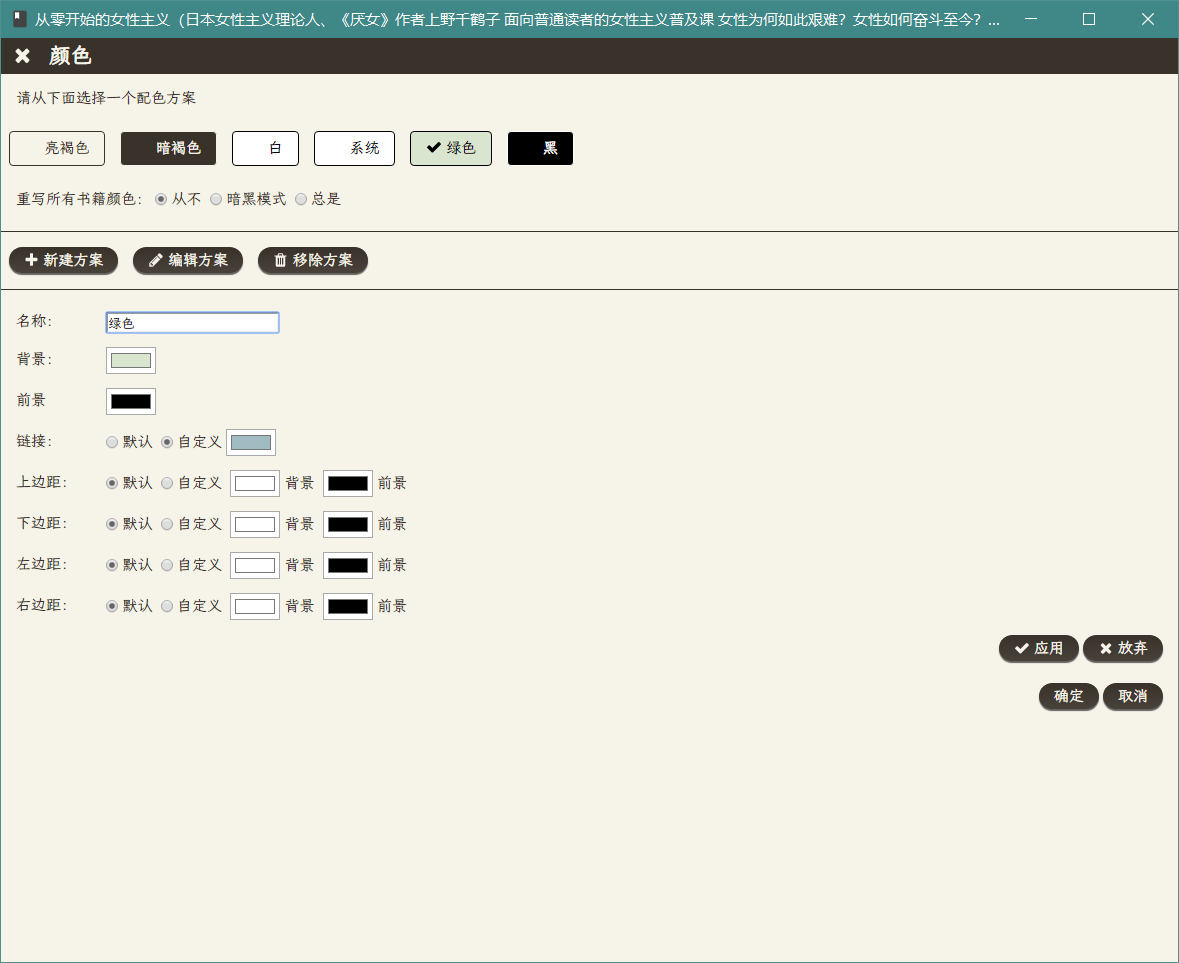 从零开始的女性主义（日本女性主义理论人、《厌女》作者上野千鹤子 面向普通读者的女性主义普及课 女性为何如此艰难？女性如何奋斗至今？...
颜色
请从下面选择一个配色方案
亮褐色 暗褐色 白 系统 绿色 黑
重写所有书籍颜色： 从不 暗黑模式 总是
新建方案 编辑方案 移除方案
名称： 绿色
背景：
前景
链接： 默认 自定义
上边距： 默认 自定义 背景 前景
下边距： 默认 自定义 背景 前景
左边距： 默认 自定义 背景 前景
右边距： 默认 自定义 背景 前景
应用 放弃
确定 取消